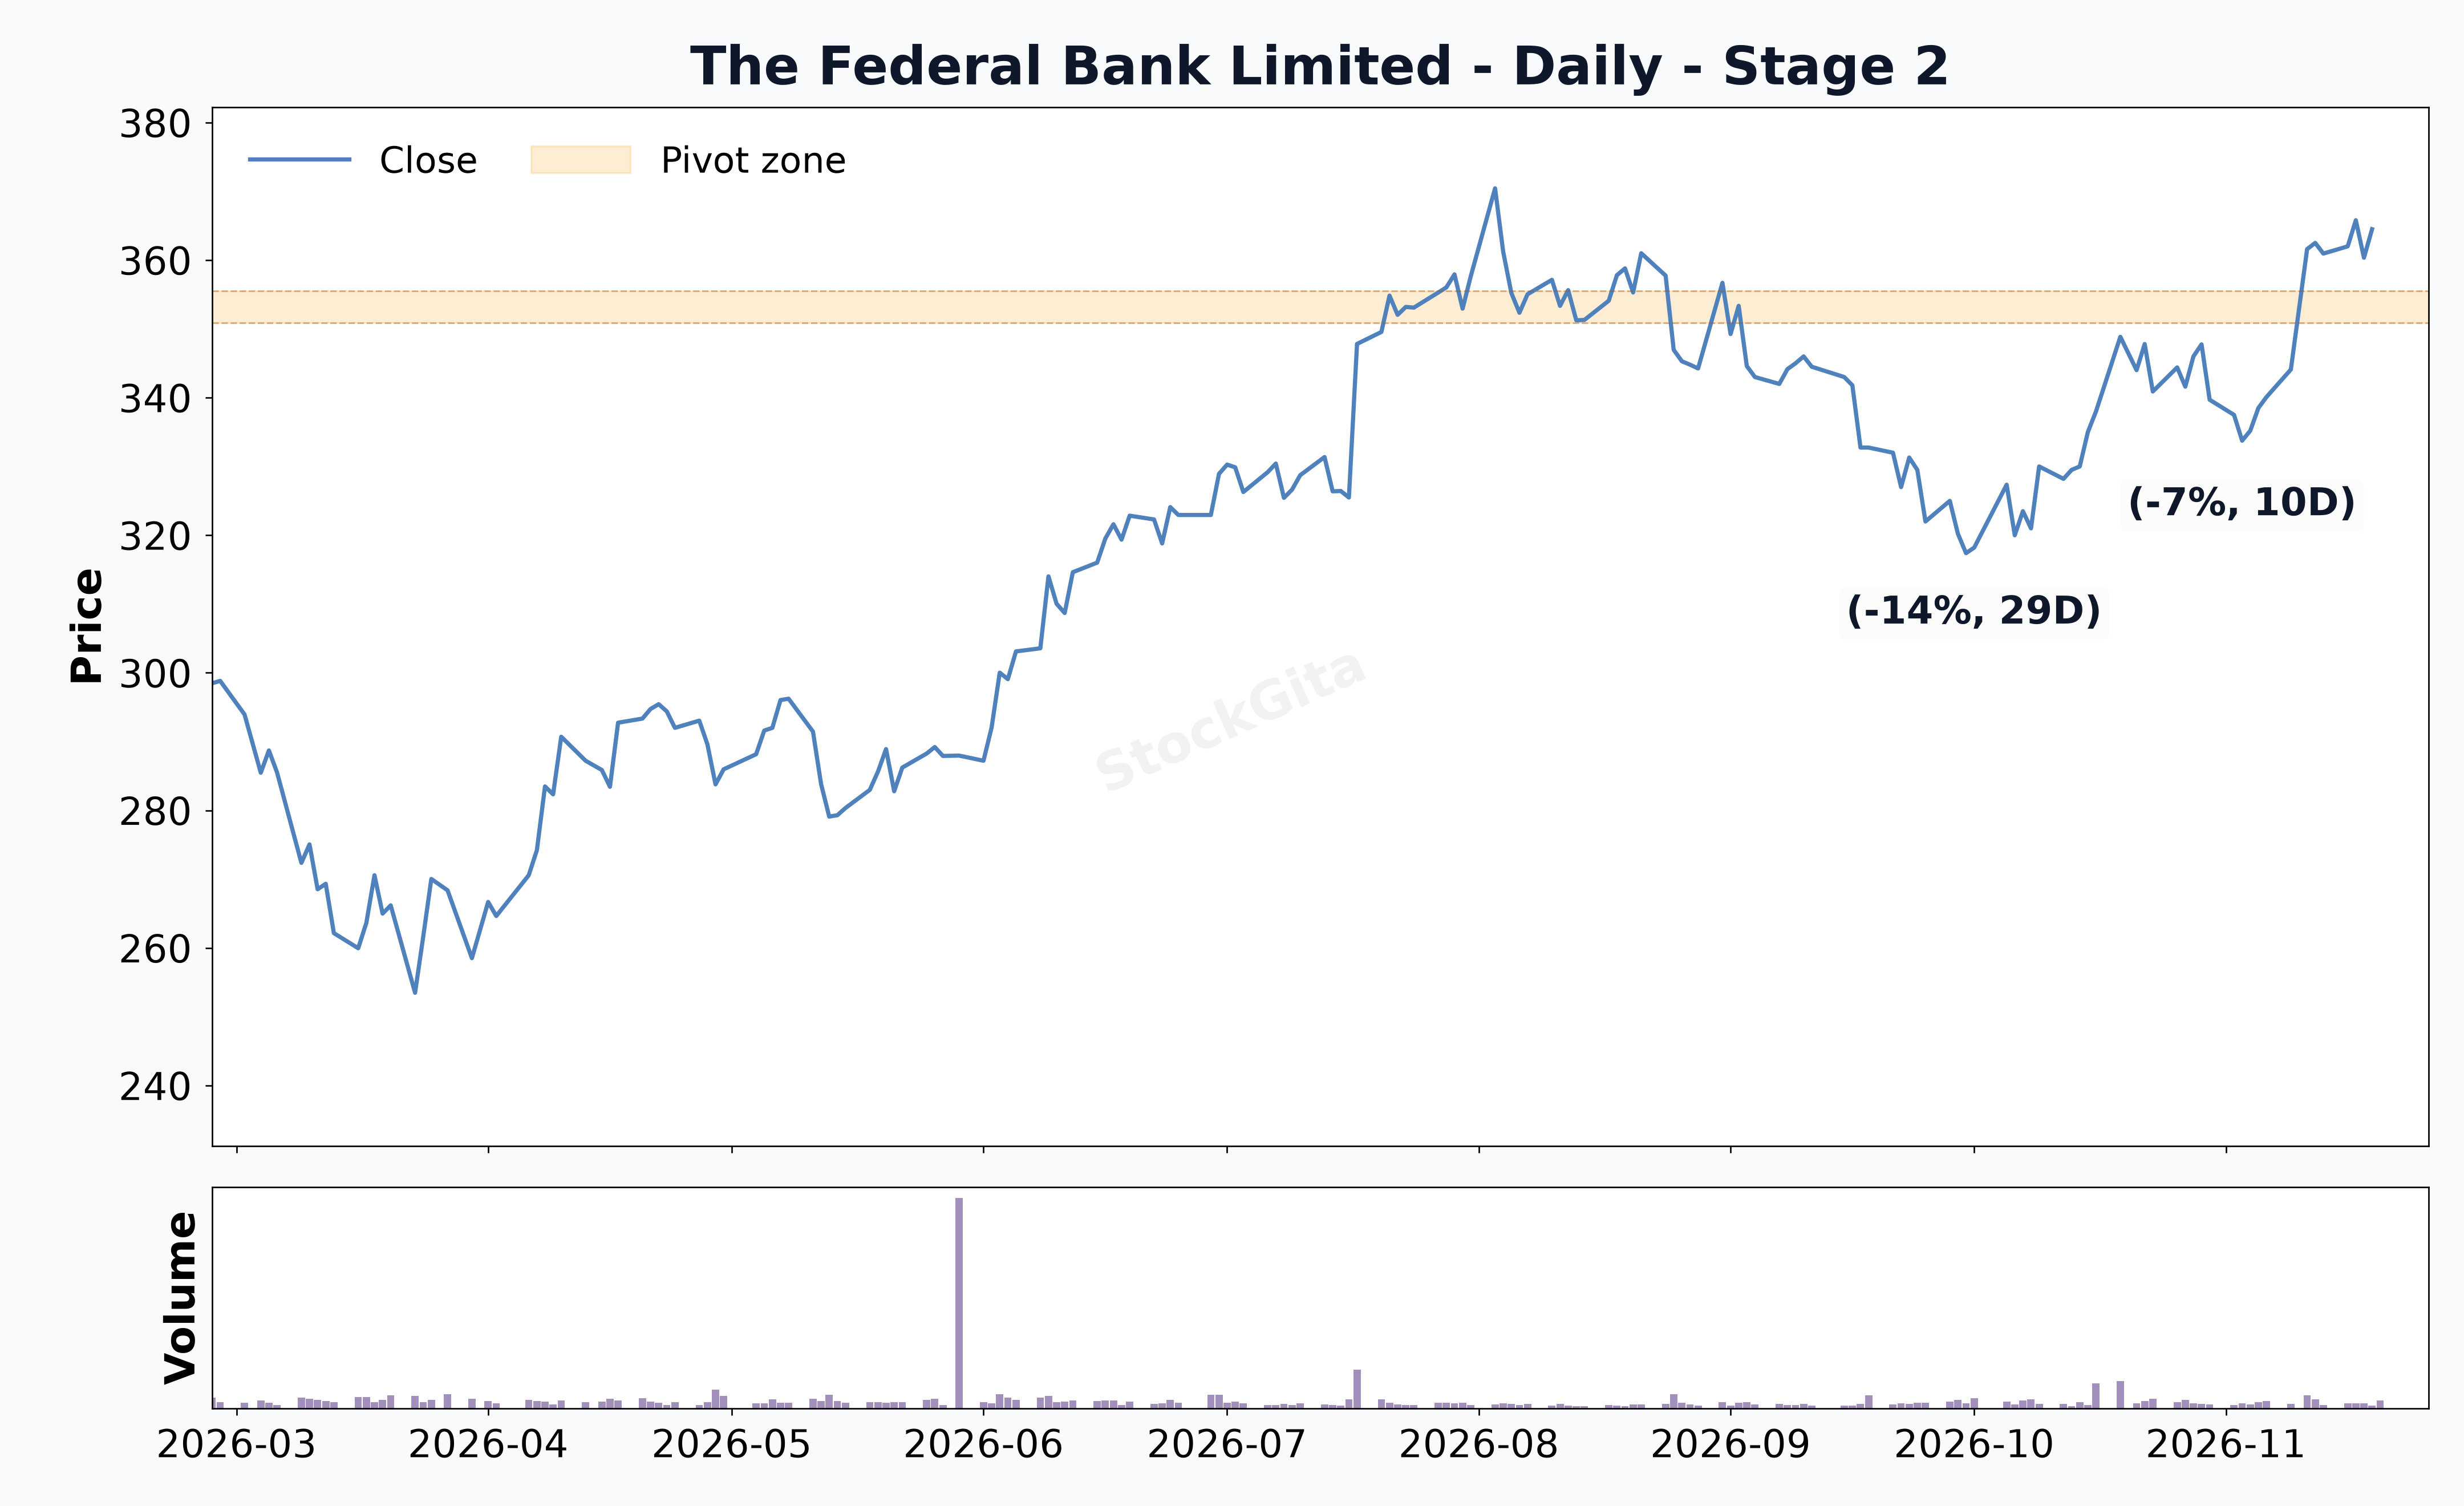 The Federal Bank Limited - Daily - Stage 2
Close
Pivot zone
Price
380
360
340
320
300
280
260
240
(-7%, 10D)
(-14%, 29D)
StockGita
Volume
2026-03
2026-04
2026-05
2026-06
2026-07
2026-08
2026-09
2026-10
2026-11